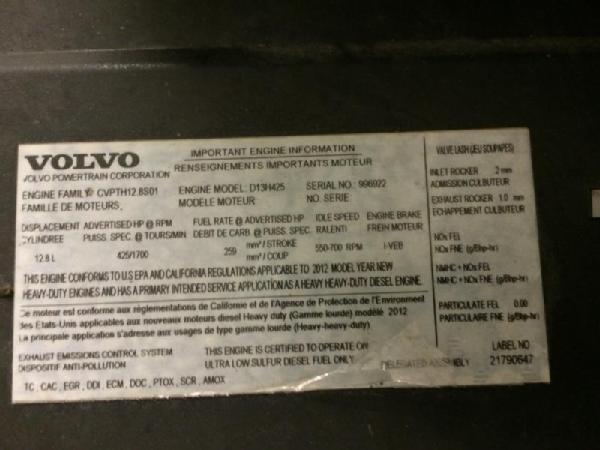 VOLVO
VOLVO POWERTRAIN CORPORATION
IMPORTANT ENGINE INFORMATION
RENSEIGNEMENTS IMPORTANTS MOTEUR
ENGINE FAMILY CVPTH12.8S01
FAMILLE DE MOTEURS.
ENGINE MODEL: D13H425
MODELE MOTEUR
SERIAL NO.: 996922
NO. SERIE
DISPLACEMENT
CYLINDREE
12.8 L
ADVERTISED HP @ RPM
PUISS. SPEC. @ TOURS/MIN
425/1700
FUEL RATE @ ADVERTISED HP
DEBIT DE CARB @ PUISS. SPEC.
259 mm³/ STROKE
mm³/ COUP
IDLE SPEED
RALENTI
550-700 RPM
ENGINE BRAKE
FREIN MOTEUR
I-VEB
THIS ENGINE CONFORMS TO U.S EPA AND CALIFORNIA REGULATIONS APPLICABLE TO 2012 MODEL YEAR NEW
HEAVY-DUTY ENGINES AND HAS A PRIMARY INTENDED SERVICE APPLICATION AS A HEAVY HEAVY-DUTY DIESEL ENGINE.
Ce moteur est conforme aux réglementations de Californie et de l'Agence de Protection de l'Environment
des Etats-Unis applicables aux nouveaux moteurs diesel Heavy duty (Gamme lourde) modèle 2012
La principale application s'adresse aux usages de type gamme lourde (Heavy-heavy-duty)
EXHAUST EMISSIONS CONTROL SYSTEM
DISPOSITIF ANTI-POLLUTION
TC , CAC , EGR , DDI , ECM , DOC , PTOX , SCR , AMOX
THIS ENGINE IS CERTIFIED TO OPERATE ON
ULTRA LOW SULFUR DIESEL FUEL ONLY
DELEGATED ASSEMBLY
VALVE LASH (JEU SOUPAPES)
INLET ROCKER .2 mm
ADMISSION CULBUTEUR
EXHAUST ROCKER 1.0 mm
ECHAPPEMENT CULBUTEUR
NOx FEL
NOx FNE (g/Bhp-hr)
NMHC + NOx FEL
NMHC + NOx FNE (g/Bhp-hr)
PARTICULATE FEL 0.00
PARTICULAIRE FNE (g/Bhp-hr)
LABEL NO
21790647